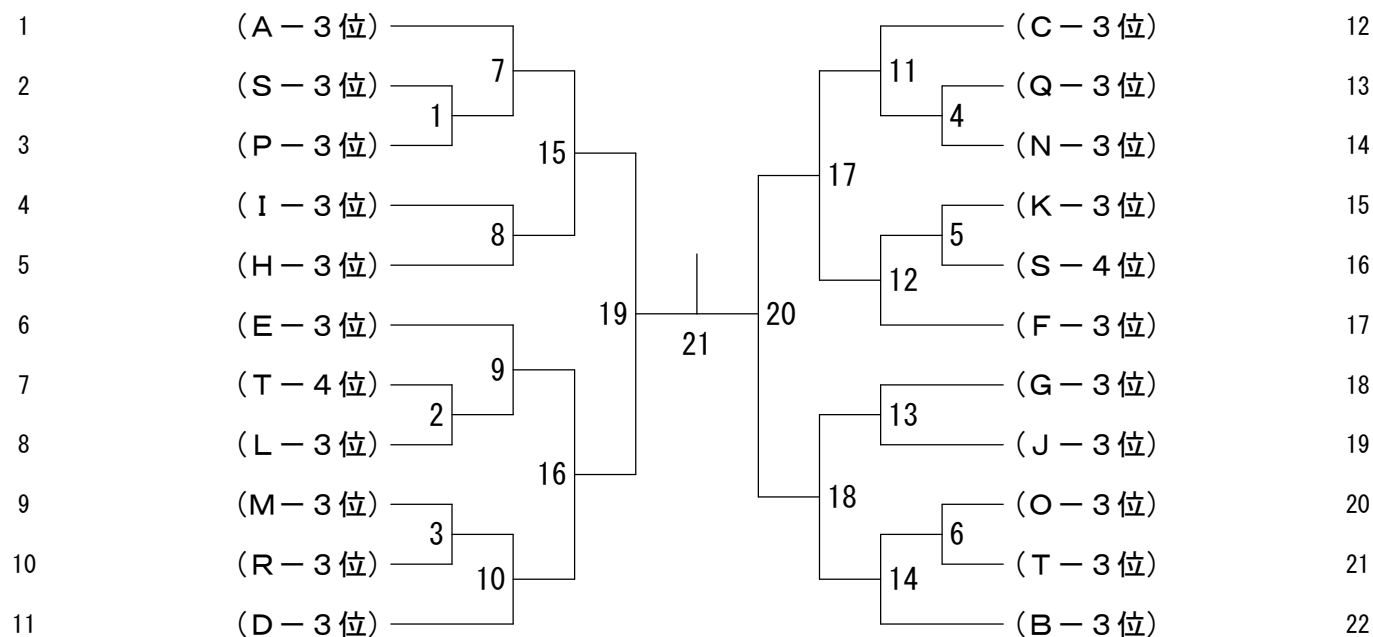 1 (A－3位) (C－3位) 12
7 11
2 (S－3位) (Q－3位) 13
1 4
3 (P－3位) (N－3位) 14
15 17
4 (I－3位) (K－3位) 15
8 5
5 (H－3位) (S－4位) 16
12
19 20
6 (E－3位) (F－3位) 17
21
9
7 (T－4位) (G－3位) 18
2 13
8 (L－3位) (J－3位) 19
16 18
9 (M－3位) (O－3位) 20
3 6
10 (R－3位) (T－3位) 21
10 14
11 (D－3位) (B－3位) 22